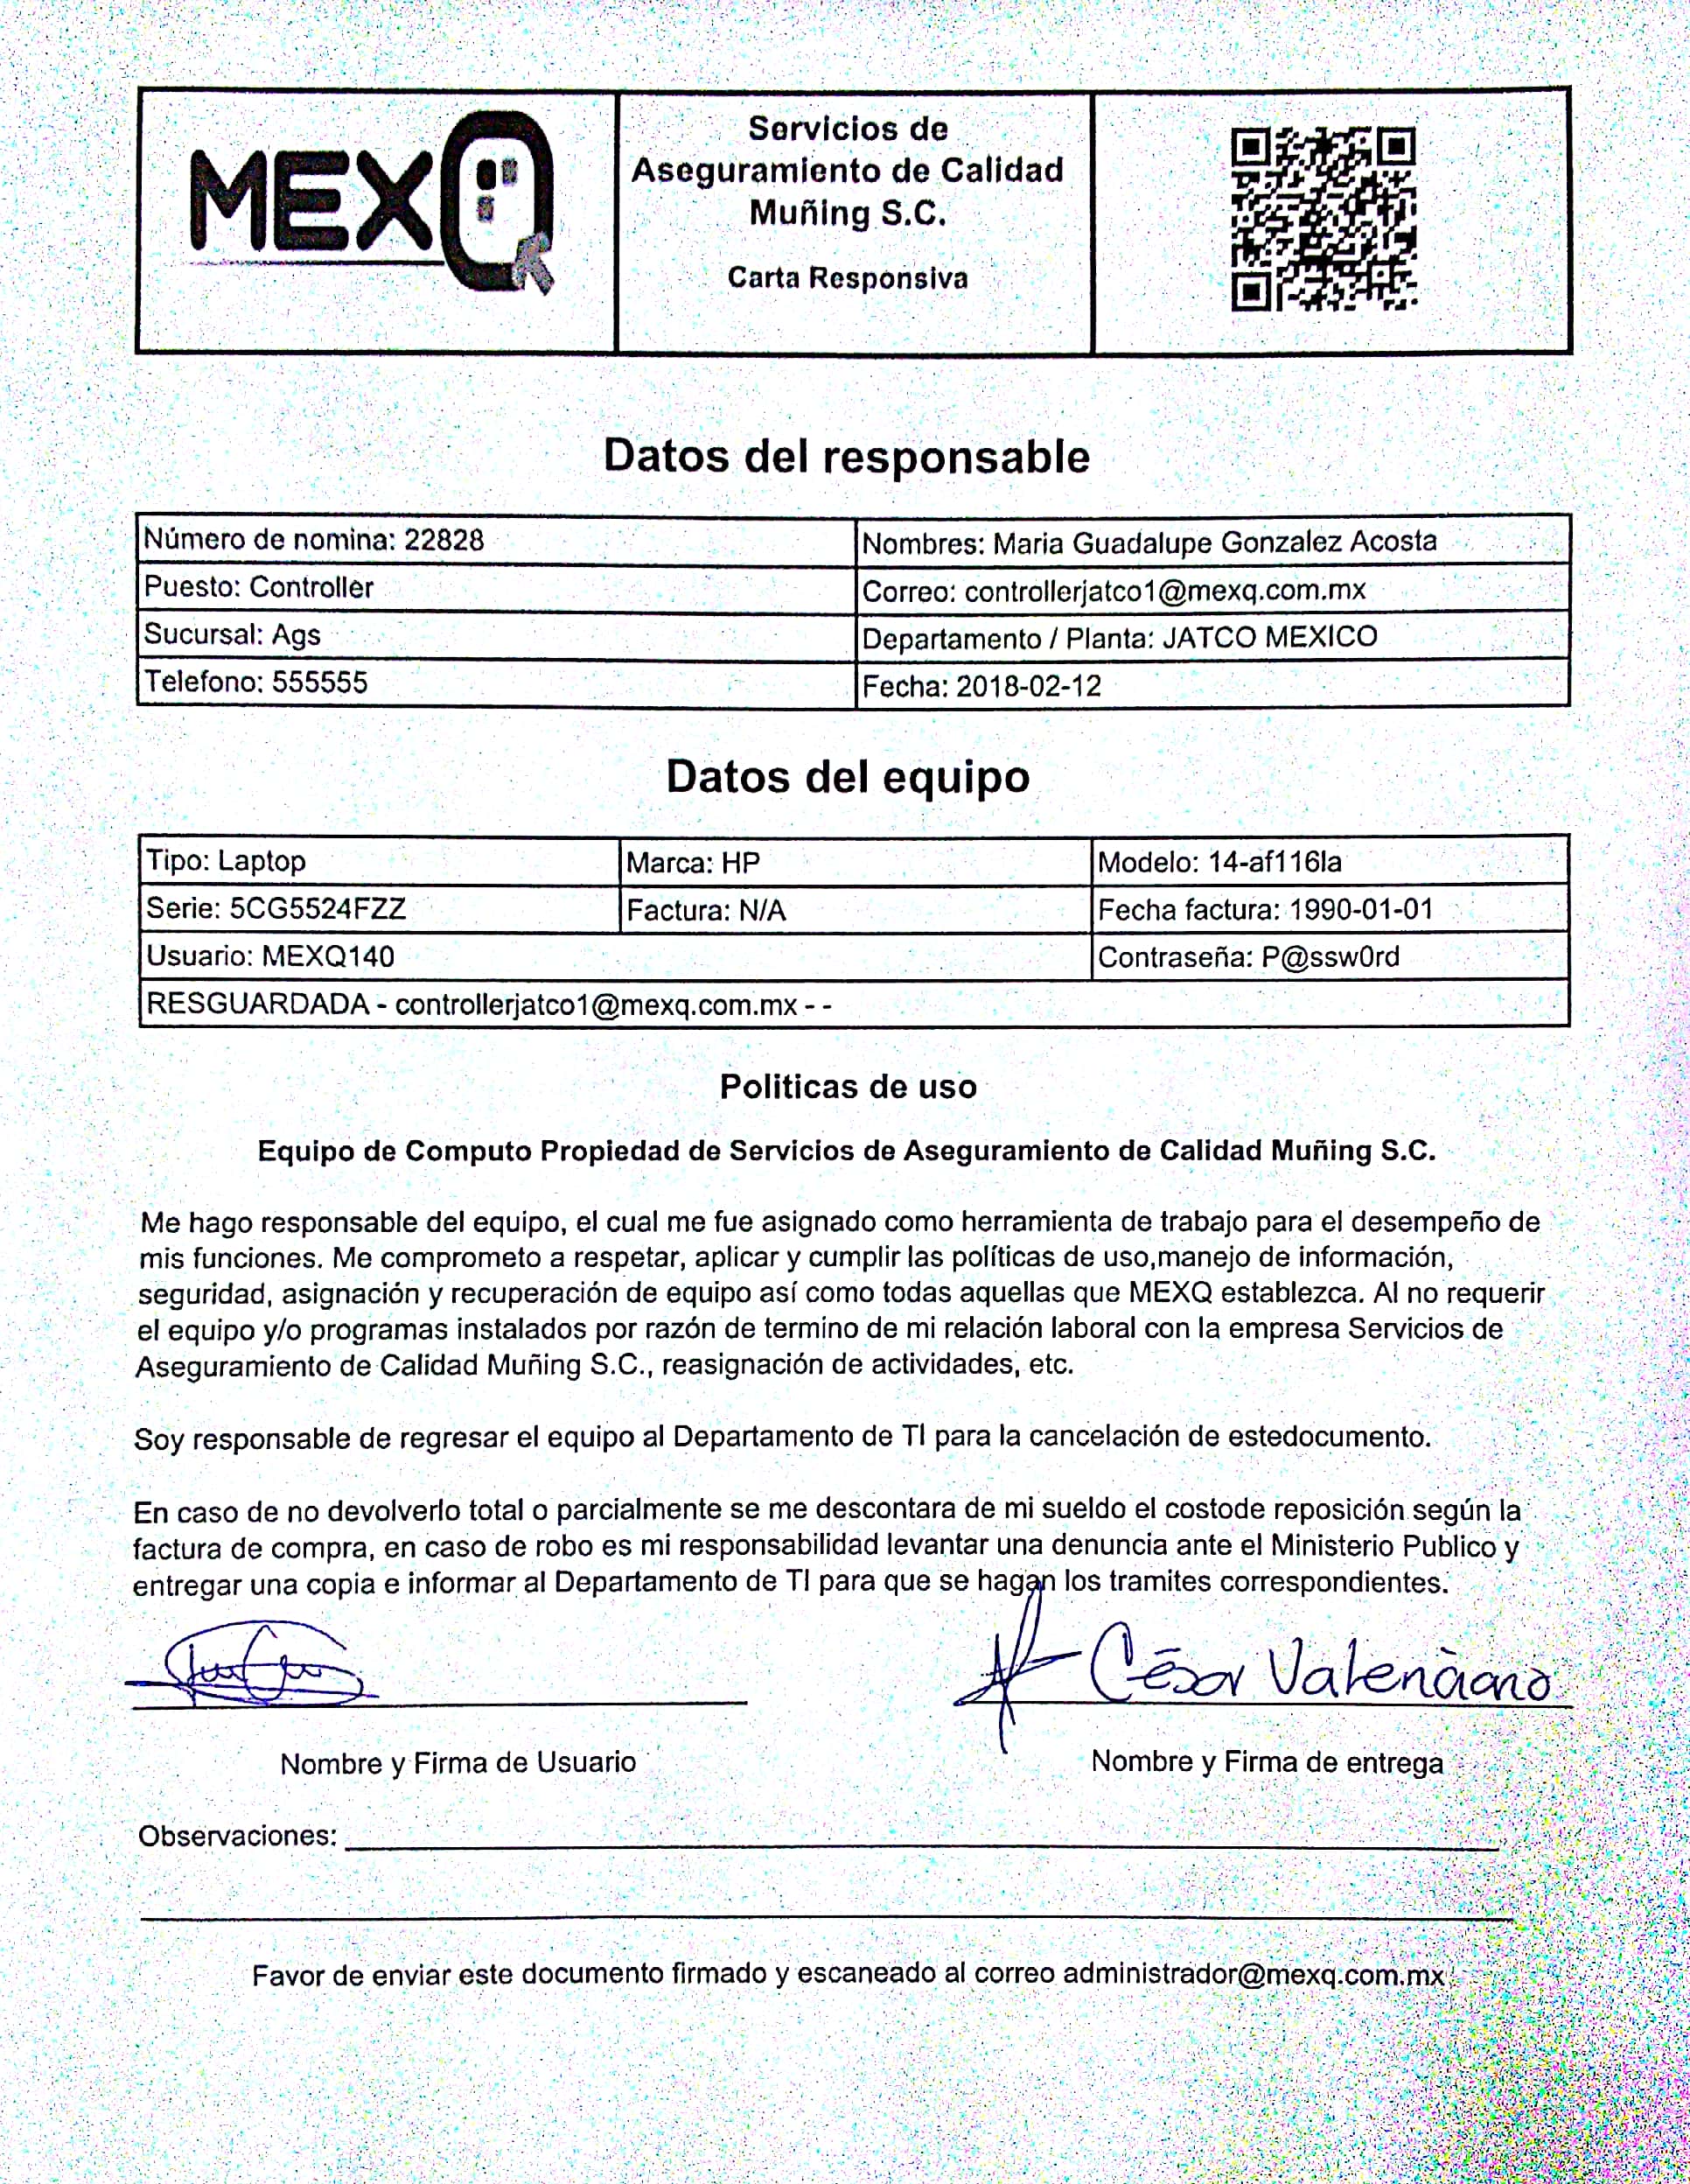 MEXQ
Servicios de
Aseguramiento de Calidad
Muñing S.C.
Carta Responsiva
Datos del responsable
Número de nomina: 22828
Nombres: Maria Guadalupe Gonzalez Acosta
Puesto: Controller
Correo: controllerjatco1@mexq.com.mx
Sucursal: Ags
Departamento / Planta: JATCO MEXICO
Telefono: 555555
Fecha: 2018-02-12
Datos del equipo
Tipo: Laptop
Marca: HP
Modelo: 14-af116la
Serie: 5CG5524FZZ
Factura: N/A
Fecha factura: 1990-01-01
Usuario: MEXQ140
Contraseña: P@ssw0rd
RESGUARDADA - controllerjatco1@mexq.com.mx - -
Politicas de uso
Equipo de Computo Propiedad de Servicios de Aseguramiento de Calidad Muñing S.C.
Me hago responsable del equipo, el cual me fue asignado como herramienta de trabajo para el desempeño de
mis funciones. Me comprometo a respetar, aplicar y cumplir las políticas de uso,manejo de información,
seguridad, asignación y recuperación de equipo así como todas aquellas que MEXQ establezca. Al no requerir
el equipo y/o programas instalados por razón de termino de mi relación laboral con la empresa Servicios de
Aseguramiento de Calidad Muñing S.C., reasignación de actividades, etc.
Soy responsable de regresar el equipo al Departamento de TI para la cancelación de estedocumento.
En caso de no devolverlo total o parcialmente se me descontara de mi sueldo el costode reposición según la
factura de compra, en caso de robo es mi responsabilidad levantar una denuncia ante el Ministerio Publico y
entregar una copia e informar al Departamento de TI para que se hagan los tramites correspondientes.
César Valenciano
Nombre y Firma de Usuario
Nombre y Firma de entrega
Observaciones:
Favor de enviar este documento firmado y escaneado al correo administrador@mexq.com.mx